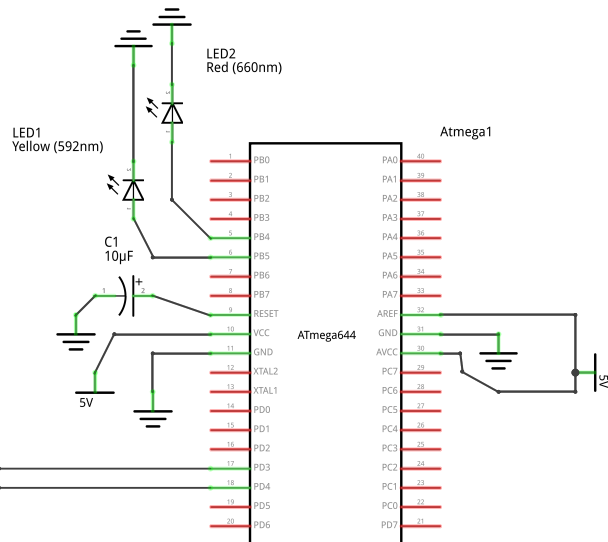 LED2
Red (660nm)
LED1
Yellow (592nm)
Atmega1
C1
10µF
+
1
2
5V
5V
ATmega644
1 PB0
2 PB1
3 PB2
4 PB3
5 PB4
6 PB5
7 PB6
8 PB7
9 RESET
10 VCC
11 GND
12 XTAL2
13 XTAL1
14 PD0
15 PD1
16 PD2
17 PD3
18 PD4
19 PD5
20 PD6
PA0 40
PA1 39
PA2 38
PA3 37
PA4 36
PA5 35
PA6 34
PA7 33
AREF 32
GND 31
AVCC 30
PC7 29
PC6 28
PC5 27
PC4 26
PC3 25
PC2 24
PC1 23
PC0 22
PD7 21